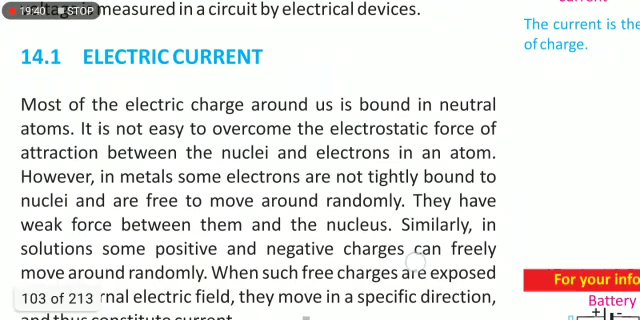 19:40 STOP
is measured in a circuit by electrical devices.
The current is the
of charge.
14.1 ELECTRIC CURRENT
Most of the electric charge around us is bound in neutral
atoms. It is not easy to overcome the electrostatic force of
attraction between the nuclei and electrons in an atom.
However, in metals some electrons are not tightly bound to
nuclei and are free to move around randomly. They have
weak force between them and the nucleus. Similarly, in
solutions some positive and negative charges can freely
move around randomly. When such free charges are exposed
103 of 213 rnal electric field, they move in a specific direction,
and thus constitute current.
For your info
Battery
+ -